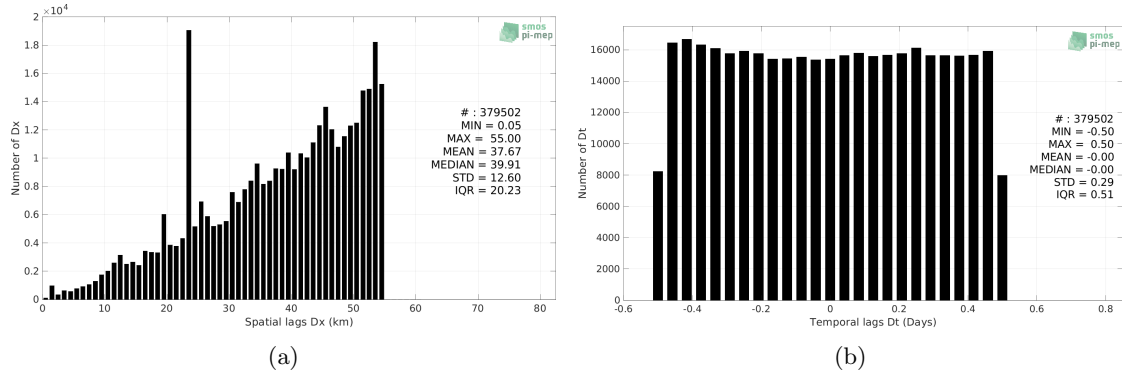 ×10⁴
2
1.8
1.6
1.4
1.2
1
0.8
0.6
0.4
0.2
0
Number of Dx
0 10 20 30 40 50 60 70 80
Spatial lags Dx (km)
smos
pi-mep
# : 379502
MIN = 0.05
MAX = 55.00
MEAN = 37.67
MEDIAN = 39.91
STD = 12.60
IQR = 20.23
(a)
16000
14000
12000
10000
8000
6000
4000
2000
0
Number of Dt
-0.6 -0.4 -0.2 0 0.2 0.4 0.6 0.8
Temporal lags Dt (Days)
smos
pi-mep
# : 379502
MIN = -0.50
MAX = 0.50
MEAN = -0.00
MEDIAN = -0.00
STD = 0.29
IQR = 0.51
(b)